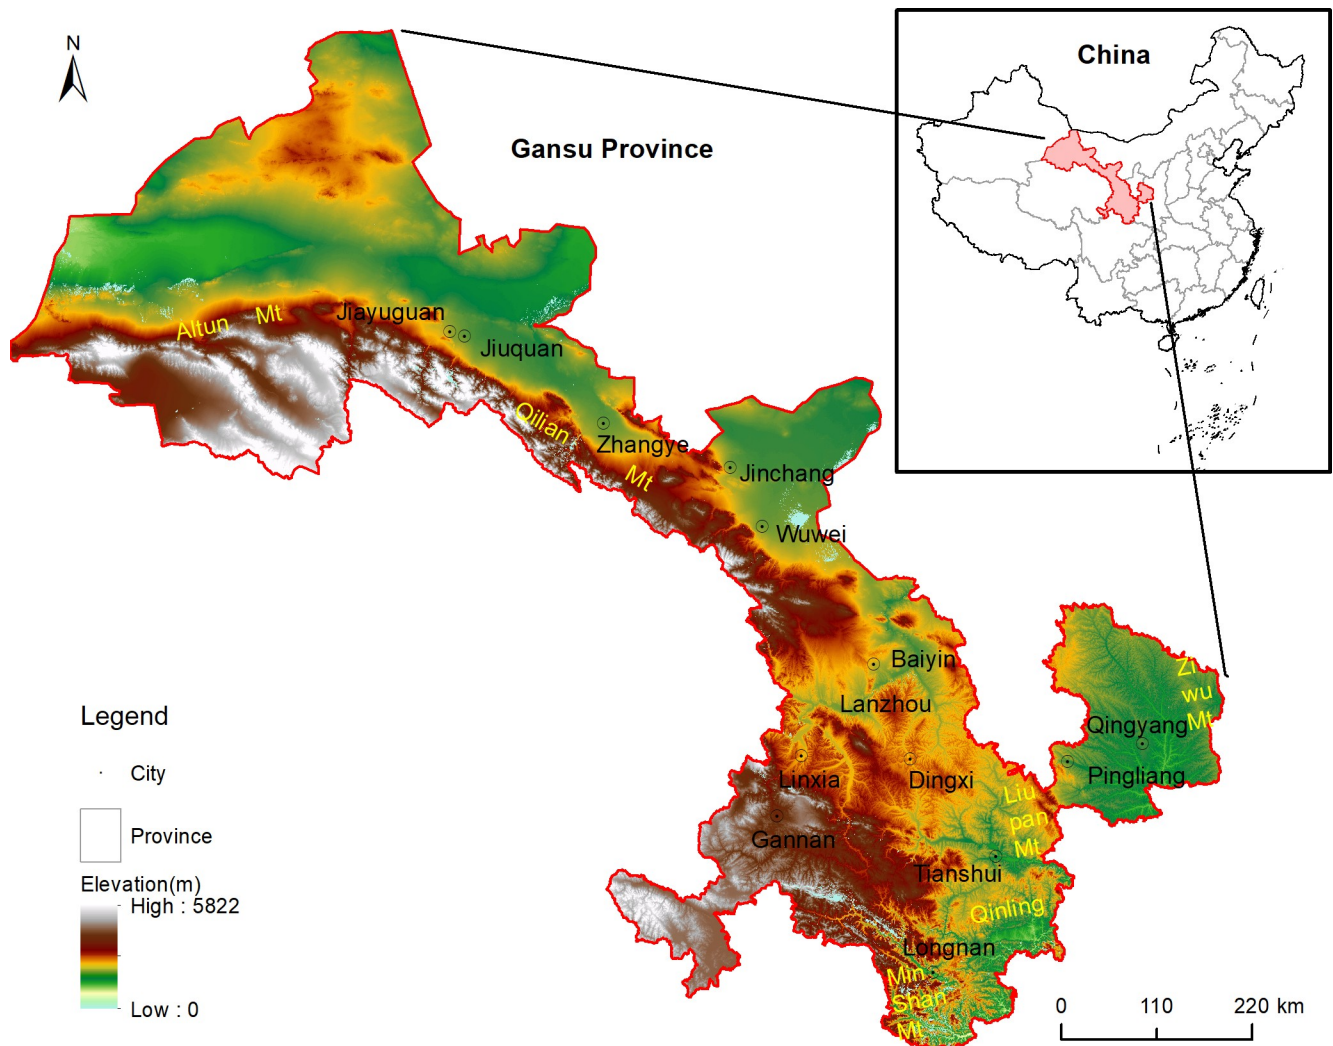 N
China
Gansu Province
Altun Mt
Jiayuguan
Jiuquan
Qilian Mt
Zhangye
Jinchang
Wuwei
Baiyin
Lanzhou
Linxia
Dingxi
Gannan
Tianshui
Longnan
Qingyang
Pingliang
Zi
wu
Mt
Liu
pan
Mt
Qinling
Min
Shan
Mt
Legend
City
Province
Elevation(m)
High : 5822
Low : 0
0 110 220 km